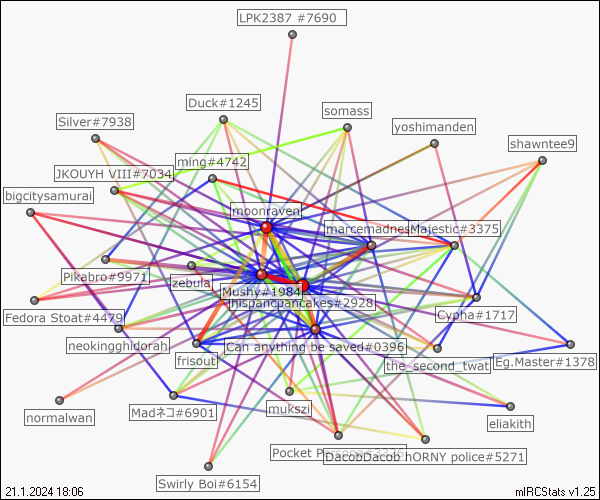 LPK2387 #7690
Duck#1245
somass
Silver#7938
yoshimanden
shawntee9
ming#4742
JKOUYH VIII#7034
bigcitysamurai
moonraven
marcemadnes
Majestic#3375
Pikabro#9971
zebula
Mushy#1984
hispancpancakes#2928
Fedora Stoat#4479
Cypha#1717
neokingghidorah
Can anything be saved#0396
frisout
the_second_twat
Eg.Master#1378
normalwan
Madネコ#6901
mukszi
eliakith
Pocket
DacobDacob hORNY police#5271
Swirly Boi#6154
21.1.2024 18:06
mIRCStats v1.25